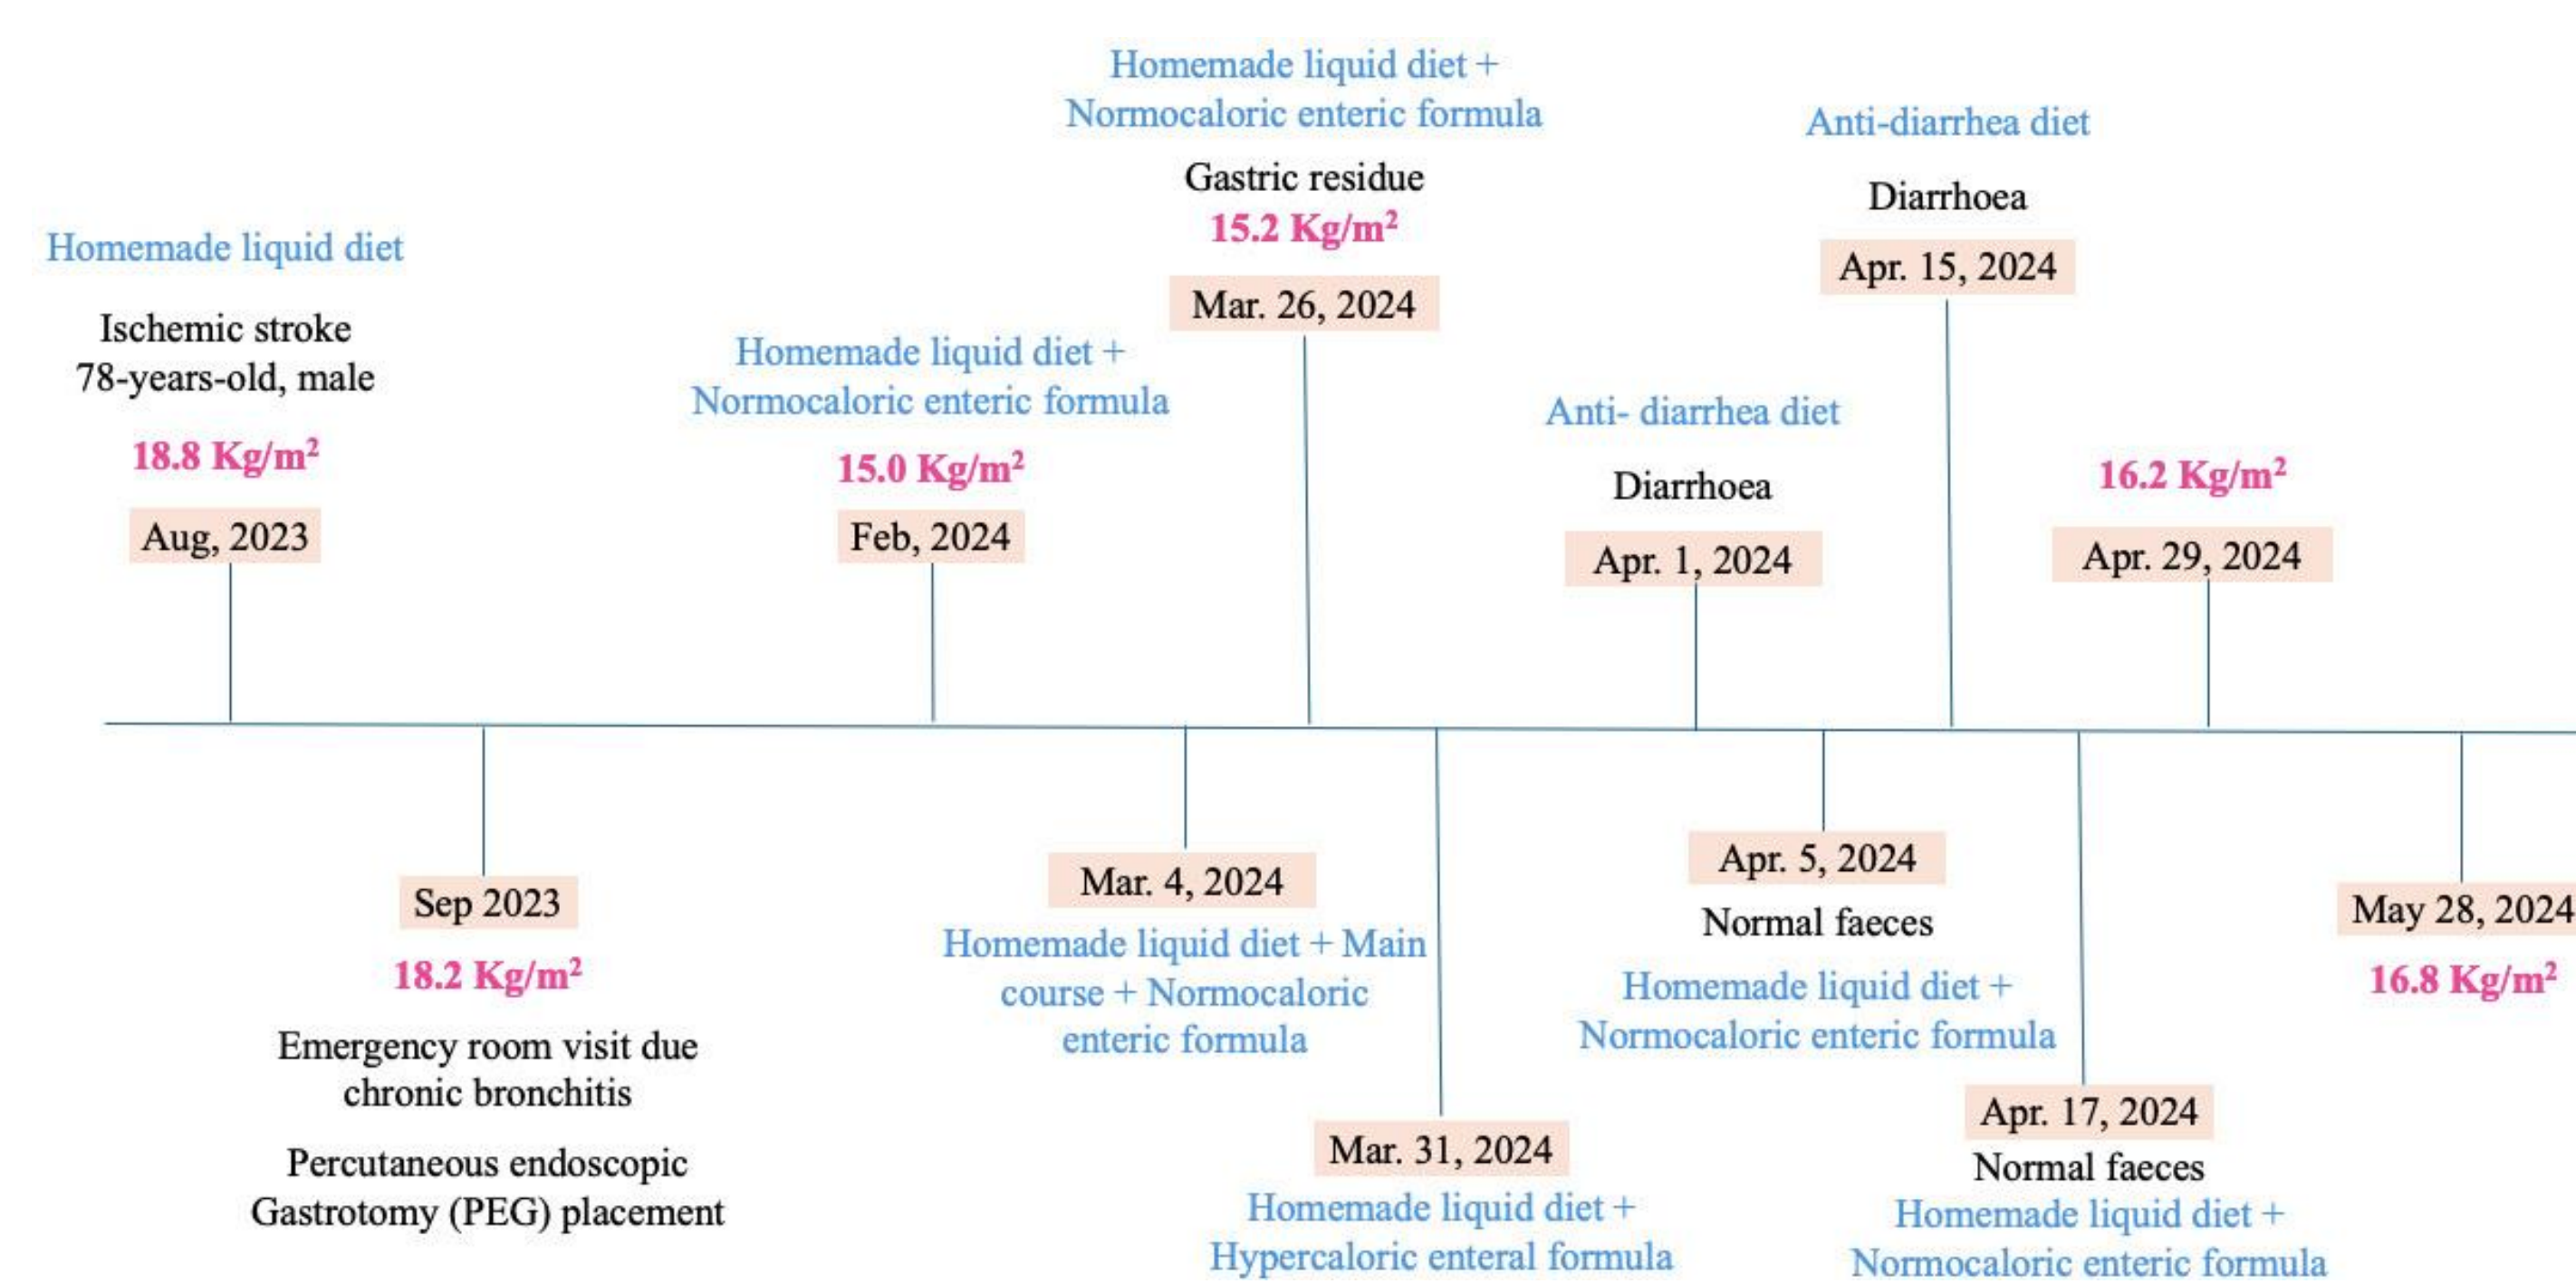 Homemade liquid diet
Ischemic stroke
78-years-old, male
18.8 Kg/m²
Aug, 2023
Sep 2023
18.2 Kg/m²
Emergency room visit due
chronic bronchitis
Percutaneous endoscopic
Gastrotomy (PEG) placement
Homemade liquid diet +
Normocaloric enteric formula
15.0 Kg/m²
Feb, 2024
Mar. 4, 2024
Homemade liquid diet + Main
course + Normocaloric
enteric formula
Homemade liquid diet +
Normocaloric enteric formula
Gastric residue
15.2 Kg/m²
Mar. 26, 2024
Mar. 31, 2024
Homemade liquid diet +
Hypercaloric enteral formula
Anti- diarrhea diet
Diarrhoea
Apr. 1, 2024
Apr. 5, 2024
Normal faeces
Homemade liquid diet +
Normocaloric enteric formula
Anti-diarrhea diet
Diarrhoea
Apr. 15, 2024
Apr. 17, 2024
Normal faeces
Homemade liquid diet +
Normocaloric enteric formula
16.2 Kg/m²
Apr. 29, 2024
May 28, 2024
16.8 Kg/m²